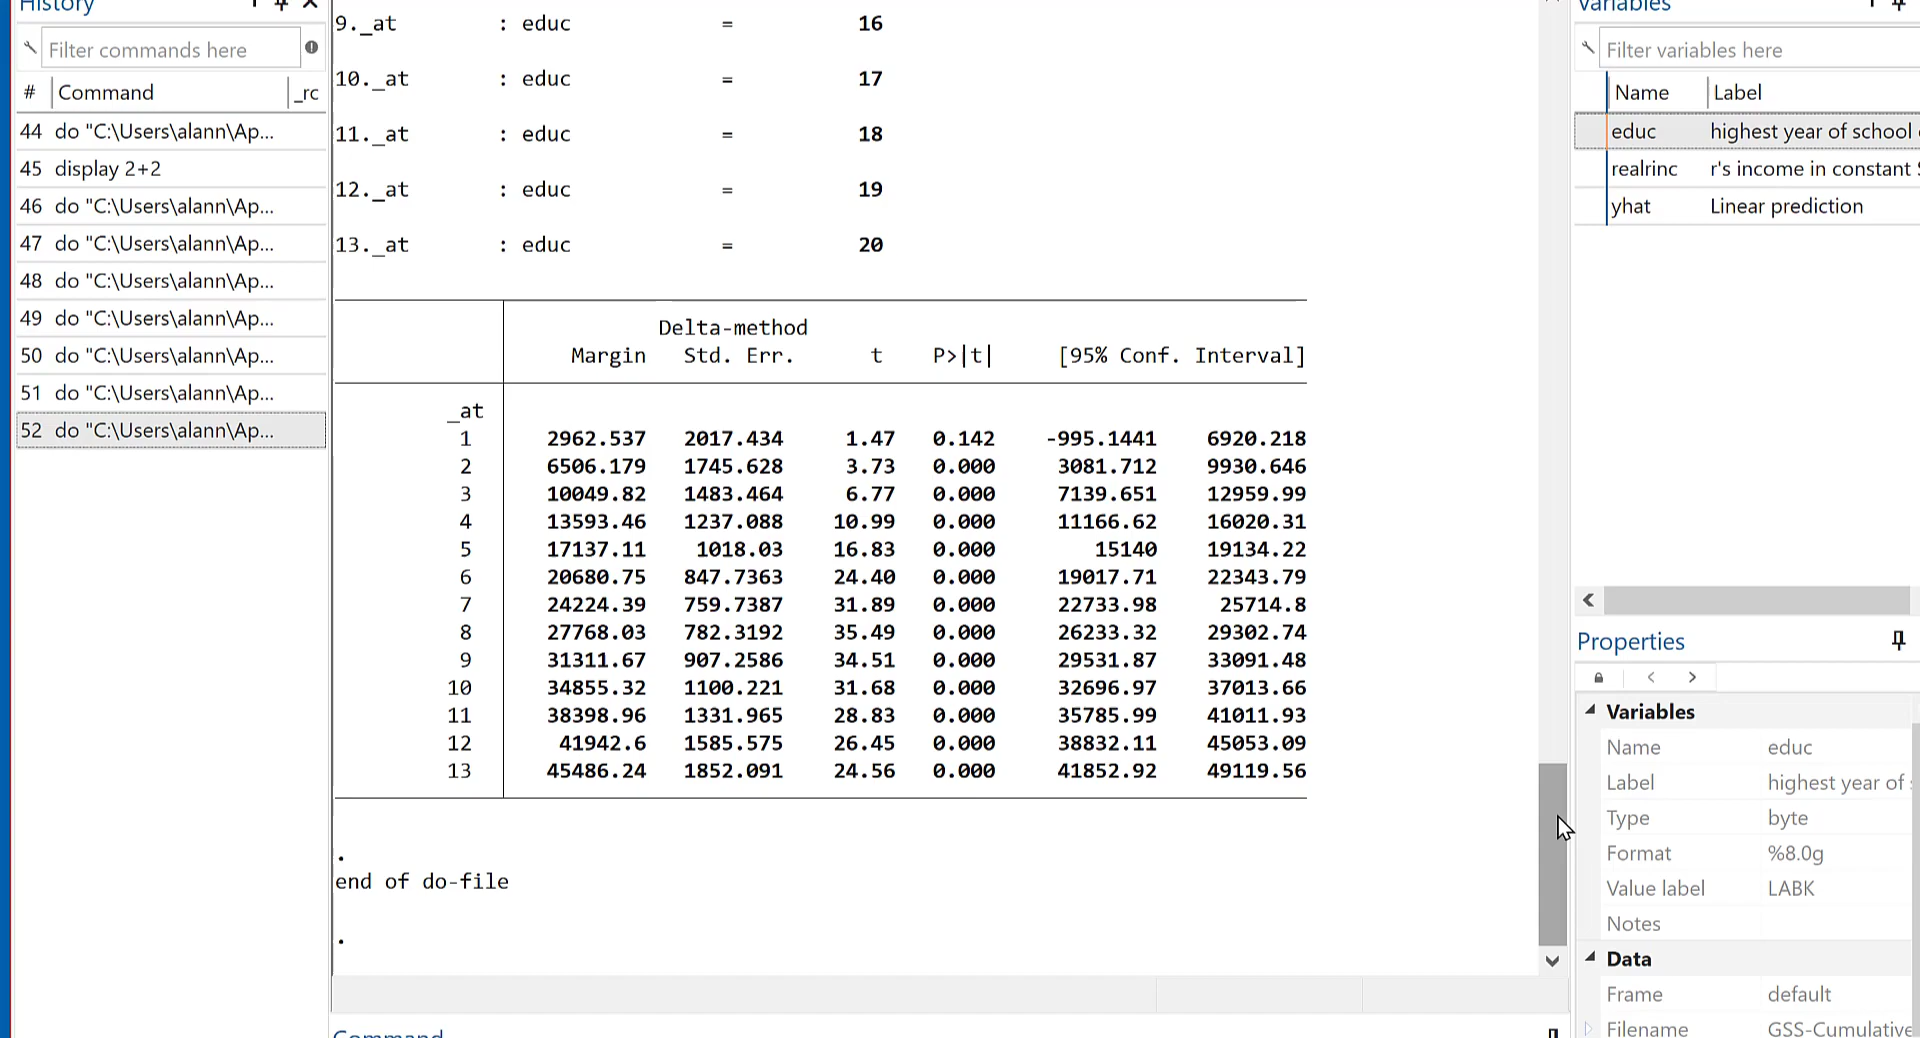 History
Filter commands here
# Command _rc
44 do "C:\Users\alann\Ap...
45 display 2+2
46 do "C:\Users\alann\Ap...
47 do "C:\Users\alann\Ap...
48 do "C:\Users\alann\Ap...
49 do "C:\Users\alann\Ap...
50 do "C:\Users\alann\Ap...
51 do "C:\Users\alann\Ap...
52 do "C:\Users\alann\Ap...
9._at : educ = 16
10._at : educ = 17
11._at : educ = 18
12._at : educ = 19
13._at : educ = 20
Delta-method
Margin Std. Err. t P>|t| [95% Conf. Interval]
_at
1 2962.537 2017.434 1.47 0.142 -995.1441 6920.218
2 6506.179 1745.628 3.73 0.000 3081.712 9930.646
3 10049.82 1483.464 6.77 0.000 7139.651 12959.99
4 13593.46 1237.088 10.99 0.000 11166.62 16020.31
5 17137.11 1018.03 16.83 0.000 15140 19134.22
6 20680.75 847.7363 24.40 0.000 19017.71 22343.79
7 24224.39 759.7387 31.89 0.000 22733.98 25714.8
8 27768.03 782.3192 35.49 0.000 26233.32 29302.74
9 31311.67 907.2586 34.51 0.000 29531.87 33091.48
10 34855.32 1100.221 31.68 0.000 32696.97 37013.66
11 38398.96 1331.965 28.83 0.000 35785.99 41011.93
12 41942.6 1585.575 26.45 0.000 38832.11 45053.09
13 45486.24 1852.091 24.56 0.000 41852.92 49119.56
.
end of do-file
.
Command
Variables
Filter variables here
Name Label
educ highest year of school
realrinc r's income in constant
yhat Linear prediction
Properties
Variables
Name educ
Label highest year of
Type byte
Format %8.0g
Value label LABK
Notes
Data
Frame default
Filename GSS-Cumulative